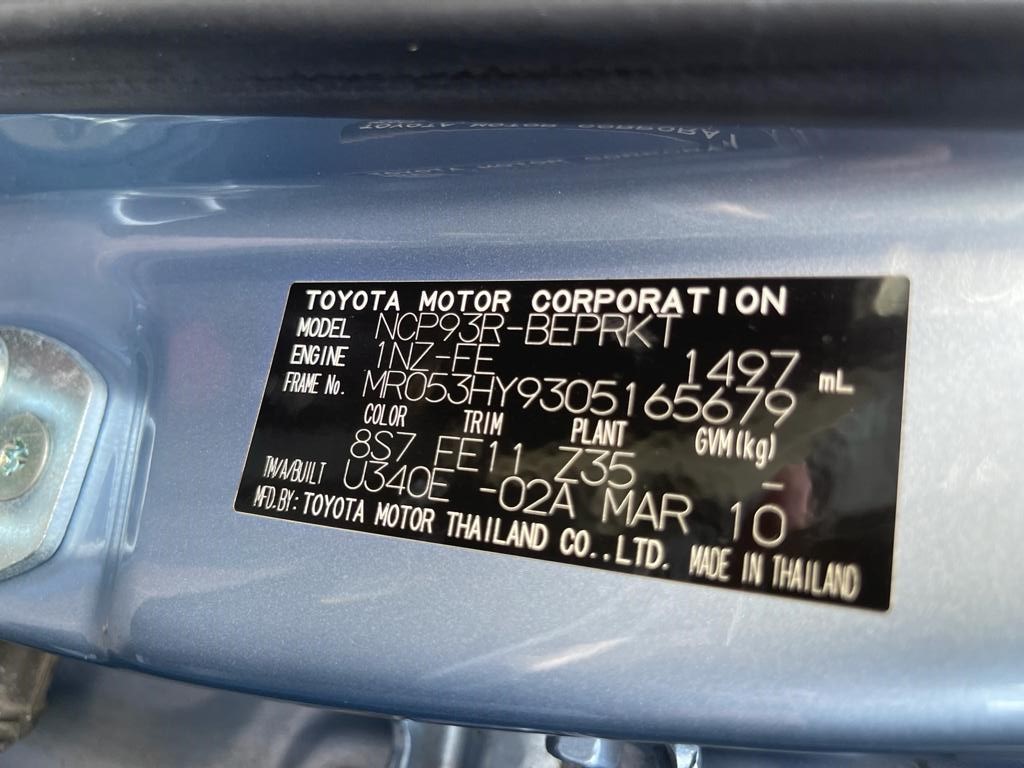 TOYOTA MOTOR CORPORATION
MODEL NCP93R-BEPRKT
ENGINE 1NZ-FE 1497 mL
FRAME No. MR053HY9305165679
COLOR TRIM PLANT GVM(kg)
8S7 FE11 Z35 -
TM/A/BUILT U340E -02A MAR 10
MFD.BY: TOYOTA MOTOR THAILAND CO.,LTD. MADE IN THAILAND